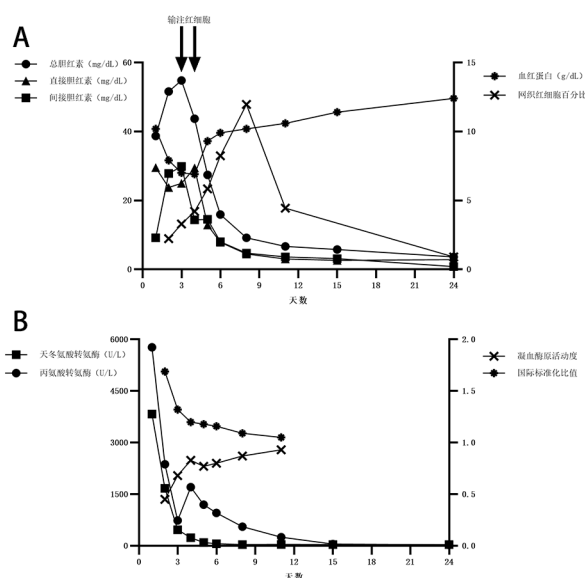 输注红细胞
A
总胆红素（mg/dL）
直接胆红素（mg/dL）
间接胆红素（mg/dL）
60
40
20
0
15
10
5
0
血红蛋白（g/dL）
网织红细胞百分比
0 3 6 9 12 15 18 21 24
天数
B
天冬氨酸转氨酶（U/L）
丙氨酸转氨酶（U/L）
6000
4500
3000
1500
0
2.0
1.5
1.0
0.5
0.0
凝血酶原活动度
国际标准化比值
0 3 6 9 12 15 18 21 24
天数